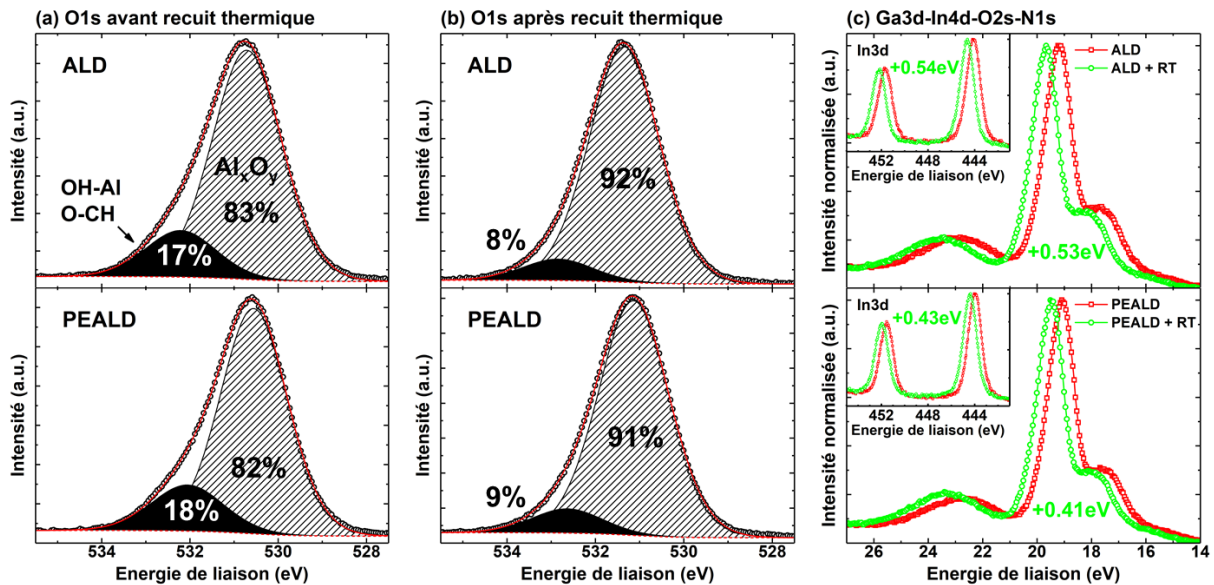 (a) O1s avant recuit thermique
ALD
OH-Al
O-CH
AlxOy
83%
17%
Intensité (a.u.)
PEALD
82%
18%
Intensité (a.u.)
534 532 530 528
Energie de liaison (eV)
(b) O1s après recuit thermique
ALD
92%
8%
Intensité (a.u.)
PEALD
91%
9%
Intensité (a.u.)
534 532 530 528
Energie de liaison (eV)
(c) Ga3d-In4d-O2s-N1s
In3d
+0.54eV
452 448 444
Energie de liaison (eV)
ALD
ALD + RT
+0.53eV
Intensité normalisée (a.u.)
In3d
+0.43eV
452 448 444
Energie de liaison (eV)
PEALD
PEALD + RT
+0.41eV
Intensité normalisée (a.u.)
26 24 22 20 18 16 14
Energie de liaison (eV)